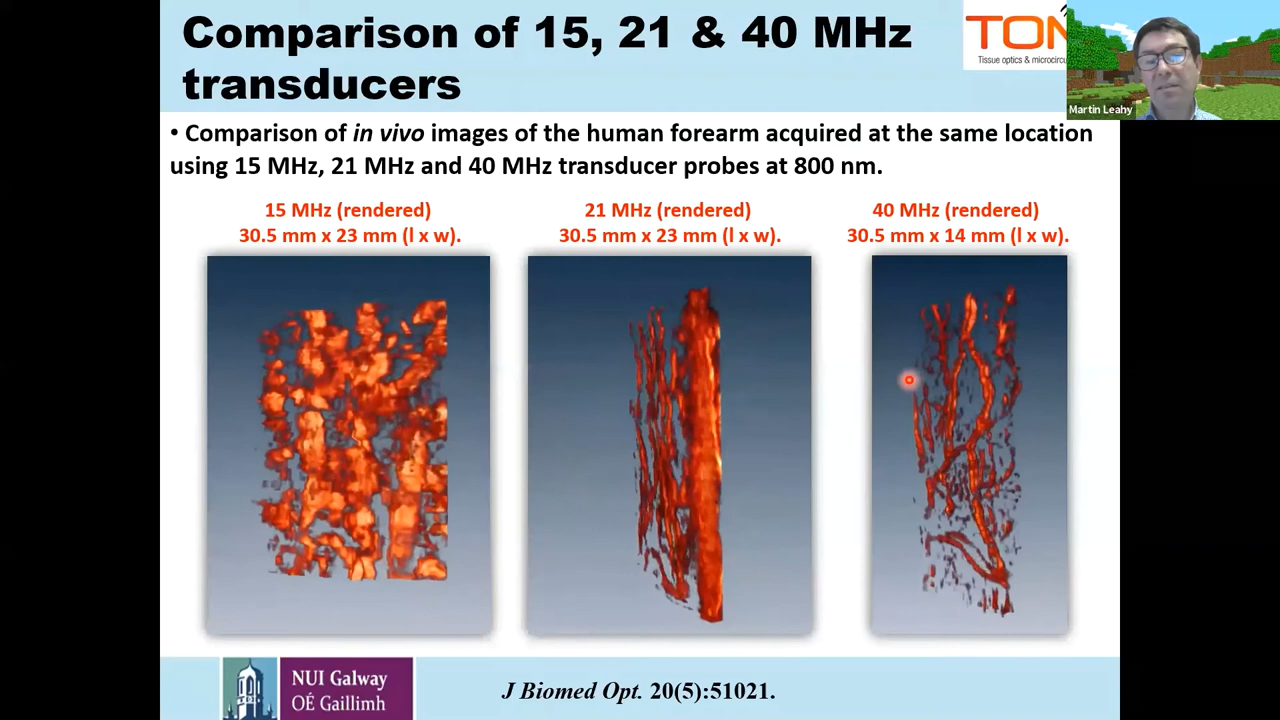 Comparison of 15, 21 & 40 MHz
transducers
Tissue optics & microcircu
Martin Leahy
• Comparison of in vivo images of the human forearm acquired at the same location
using 15 MHz, 21 MHz and 40 MHz transducer probes at 800 nm.
15 MHz (rendered)
30.5 mm x 23 mm (l x w).
21 MHz (rendered)
30.5 mm x 23 mm (l x w).
40 MHz (rendered)
30.5 mm x 14 mm (l x w).
NUI Galway
OÉ Gaillimh
J Biomed Opt. 20(5):51021.